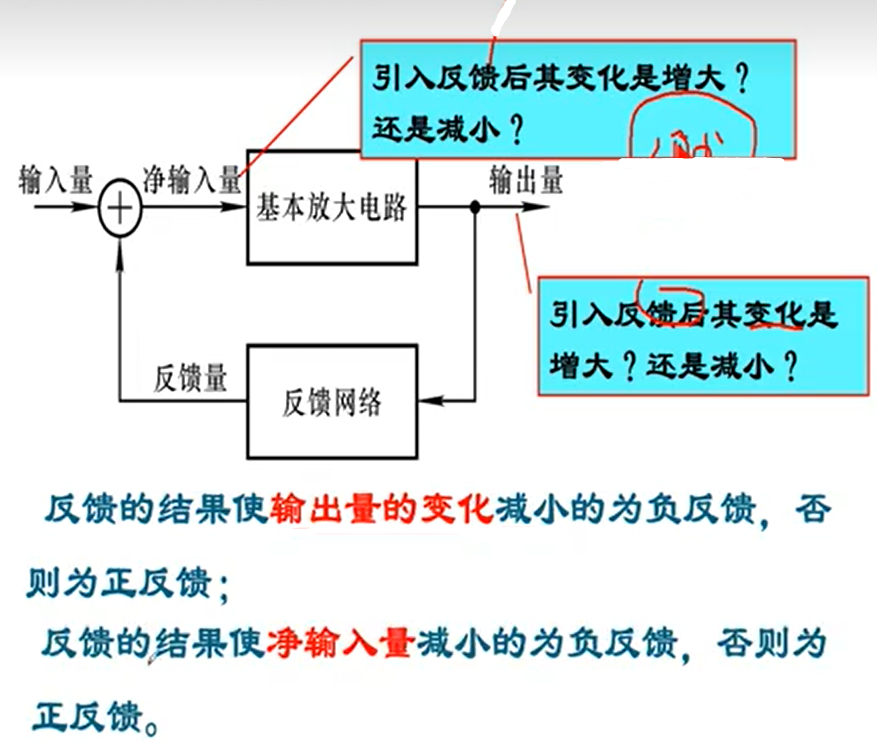 引入反馈后其变化是增大？
还是减小？
输入量
净输入量
基本放大电路
输出量
引入反馈后其变化是
增大？还是减小？
反馈量
反馈网络
反馈的结果使输出量的变化减小的为负反馈，否
则为正反馈；
反馈的结果使净输入量减小的为负反馈，否则为
正反馈。